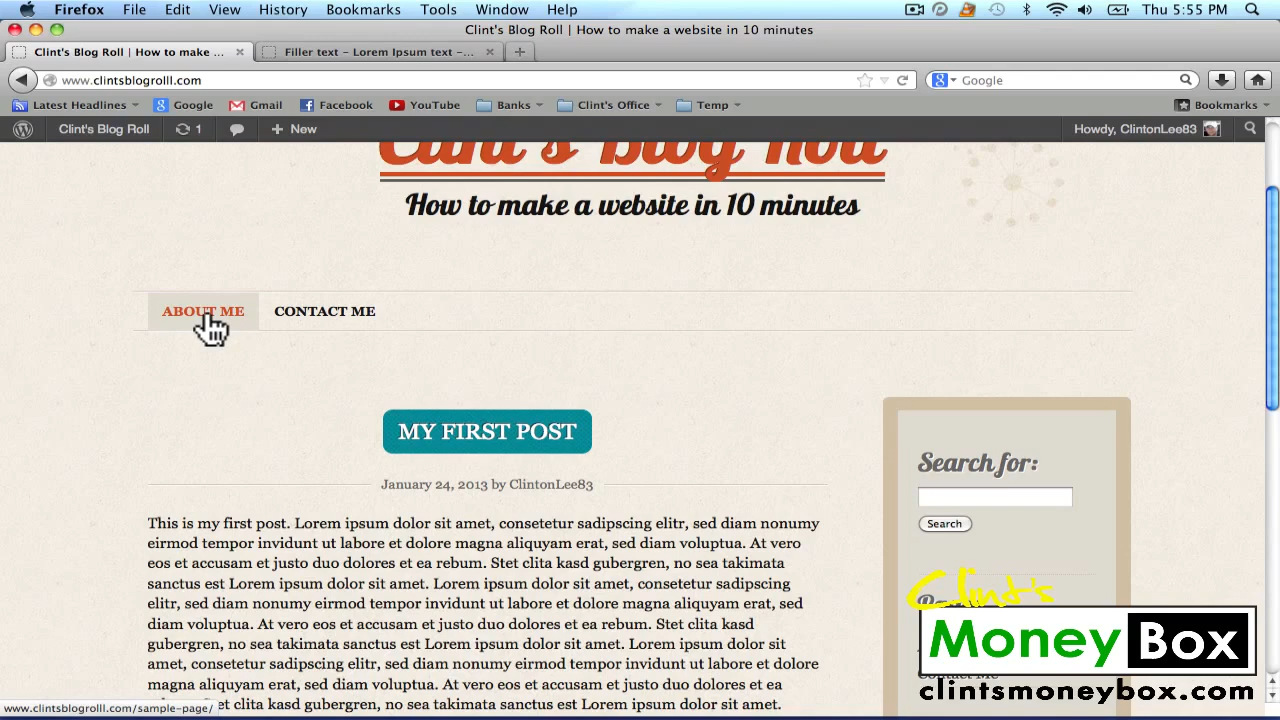 Firefox File Edit View History Bookmarks Tools Window Help Thu 5:55 PM
Clint's Blog Roll | How to make a website in 10 minutes
Clint's Blog Roll | How to make ... Filler text – Lorem Ipsum text –...
www.clintsblogrolll.com Google
Latest Headlines Google Gmail Facebook YouTube Banks Clint's Office Temp Bookmarks
Clint's Blog Roll 1 New Howdy, ClintonLee83
Clint's Blog Roll
How to make a website in 10 minutes
ABOUT ME CONTACT ME
MY FIRST POST
January 24, 2013 by ClintonLee83
This is my first post. Lorem ipsum dolor sit amet, consetetur sadipscing elitr, sed diam nonumy
eirmod tempor invidunt ut labore et dolore magna aliquyam erat, sed diam voluptua. At vero
eos et accusam et justo duo dolores et ea rebum. Stet clita kasd gubergren, no sea takimata
sanctus est Lorem ipsum dolor sit amet. Lorem ipsum dolor sit amet, consetetur sadipscing
elitr, sed diam nonumy eirmod tempor invidunt ut labore et dolore magna aliquyam erat, sed
diam voluptua. At vero eos et accusam et justo duo dolores et ea rebum. Stet clita kasd
gubergren, no sea takimata sanctus est Lorem ipsum dolor sit amet. Lorem ipsum dolor sit
amet, consetetur sadipscing elitr, sed diam nonumy eirmod tempor invidunt ut labore et dolore
magna aliquyam erat, sed diam voluptua. At vero eos et accusam et justo duo dolores et ea
et clita kasd gubergren, no sea takimata sanctus est Lorem ipsum dolor sit amet.
Search for:
Search
Clint's
Money Box
clintsmoneybox.com
www.clintsblogrolll.com/sample-page/